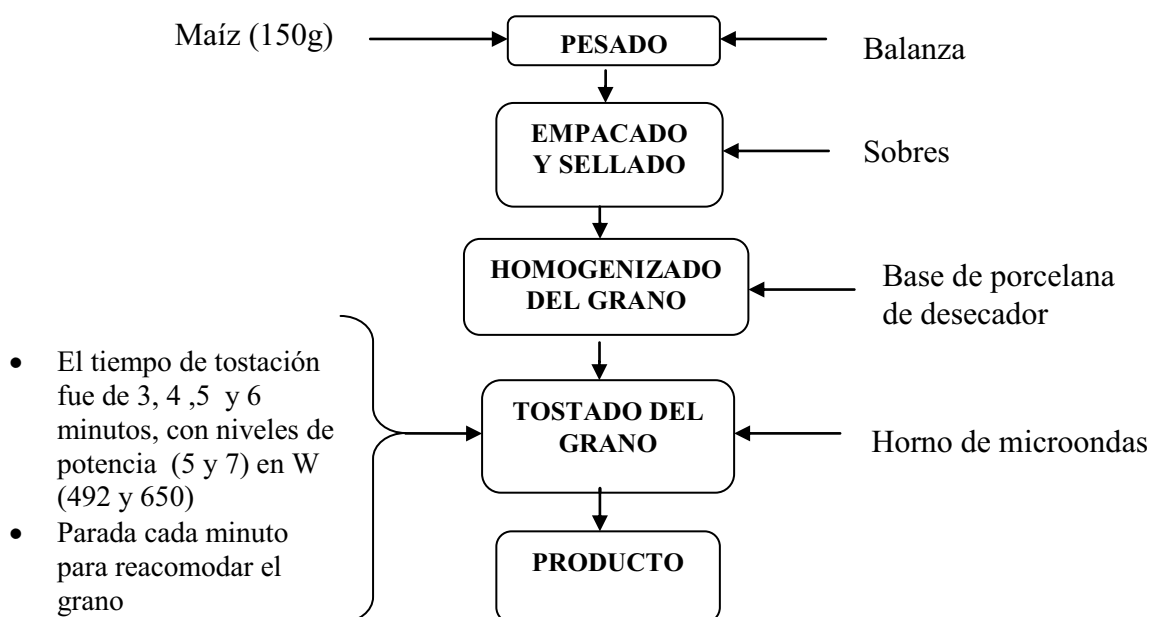 Maíz (150g)
PESADO
Balanza
EMPACADO
Y SELLADO
Sobres
HOMOGENIZADO
DEL GRANO
Base de porcelana
de desecador
• El tiempo de tostación
fue de 3, 4 ,5 y 6
minutos, con niveles de
potencia (5 y 7) en W
(492 y 650)
• Parada cada minuto
para reacomodar el
grano
TOSTADO DEL
GRANO
Horno de microondas
PRODUCTO